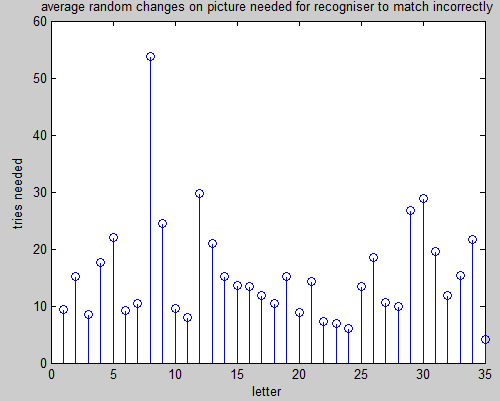 average random changes on picture needed for recogniser to match incorrectly
60
50
40
30
20
10
0
tries needed
0 5 10 15 20 25 30 35
letter